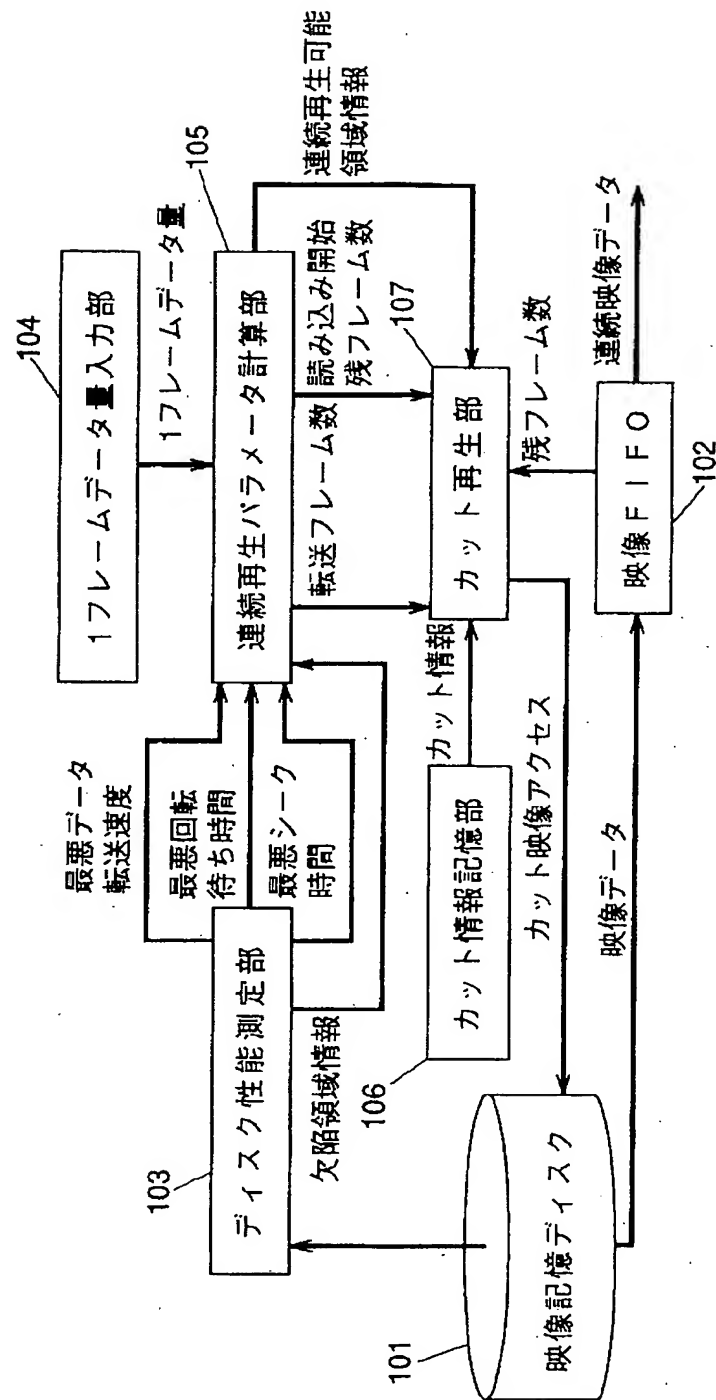 104
1フレームデータ量入力部
1フレームデータ量
105
連続再生パラメータ計算部
連続再生可能
領域情報
最悪データ
転送速度
最悪回転
待ち時間
最悪シーク
時間
103
ディスク性能測定部
欠陥領域情報
転送フレーム数
読み込み開始
残フレーム数
107
カット再生部
カット情報
106
カット情報記憶部
カット映像アクセス
残フレーム数
101
映像記憶ディスク
映像データ
映像FIFO
102
連続映像データ